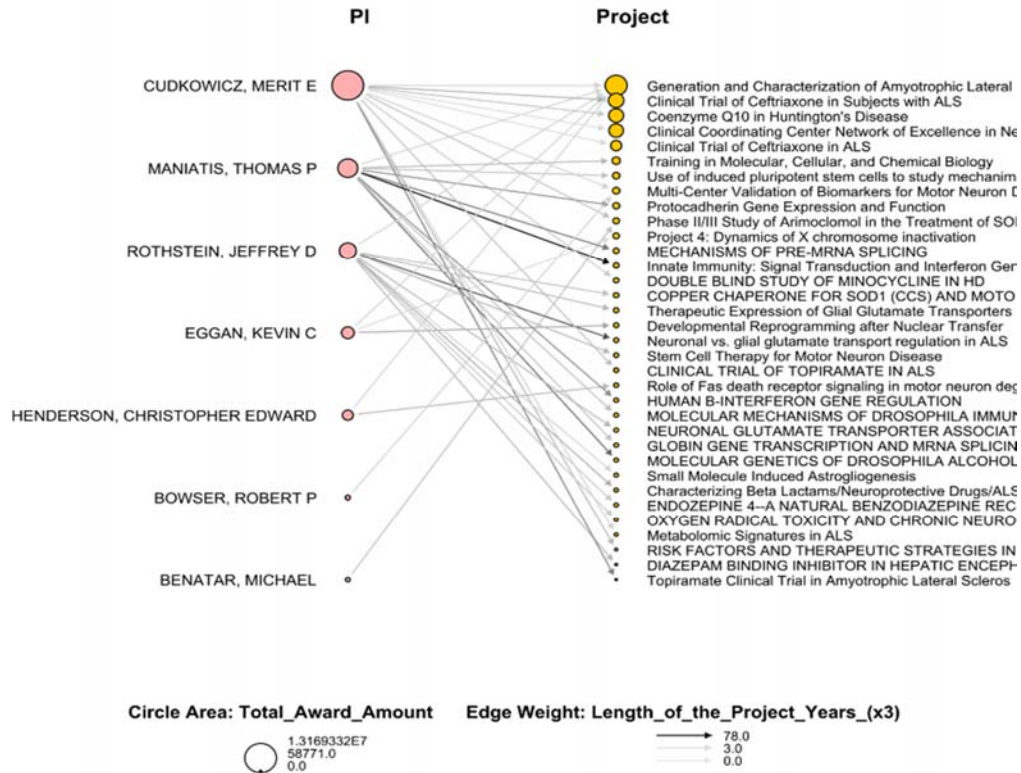 PI
Project
CUDKOWICZ, MERIT E
MANIATIS, THOMAS P
ROTHSTEIN, JEFFREY D
EGGAN, KEVIN C
HENDERSON, CHRISTOPHER EDWARD
BOWSER, ROBERT P
BENATAR, MICHAEL
Generation and Characterization of Amyotrophic Lateral
Clinical Trial of Ceftriaxone in Subjects with ALS
Coenzyme Q10 in Huntington's Disease
Clinical Coordinating Center Network of Excellence in Ne
Clinical Trial of Ceftriaxone in ALS
Training in Molecular, Cellular, and Chemical Biology
Use of induced pluripotent stem cells to study mechanim
Multi-Center Validation of Biomarkers for Motor Neuron D
Protocadherin Gene Expression and Function
Phase II/III Study of Arimoclomol in the Treatment of SO
Project 4: Dynamics of X chromosome inactivation
MECHANISMS OF PRE-MRNA SPLICING
Innate Immunity: Signal Transduction and Interferon Gen
DOUBLE BLIND STUDY OF MINOCYCLINE IN HD
COPPER CHAPERONE FOR SOD1 (CCS) AND MOTO
Therapeutic Expression of Glial Glutamate Transporters
Developmental Reprogramming after Nuclear Transfer
Neuronal vs. glial glutamate transport regulation in ALS
Stem Cell Therapy for Motor Neuron Disease
CLINICAL TRIAL OF TOPIRAMATE IN ALS
Role of Fas death receptor signaling in motor neuron deg
HUMAN B-INTERFERON GENE REGULATION
MOLECULAR MECHANISMS OF DROSOPHILA IMMUN
NEURONAL GLUTAMATE TRANSPORTER ASSOCIAT
GLOBIN GENE TRANSCRIPTION AND MRNA SPLICIN
MOLECULAR GENETICS OF DROSOPHILA ALCOHOL
Small Molecule Induced Astrogliogenesis
Characterizing Beta Lactams/Neuroprotective Drugs/ALS
ENDOZEPINE 4--A NATURAL BENZODIAZEPINE REC
OXYGEN RADICAL TOXICITY AND CHRONIC NEURO
Metabolomic Signatures in ALS
RISK FACTORS AND THERAPEUTIC STRATEGIES IN
DIAZEPAM BINDING INHIBITOR IN HEPATIC ENCEPH
Topiramate Clinical Trial in Amyotrophic Lateral Scleros
Circle Area: Total_Award_Amount
1.3169332E7
58771.0
0.0
Edge Weight: Length_of_the_Project_Years_(x3)
78.0
3.0
0.0